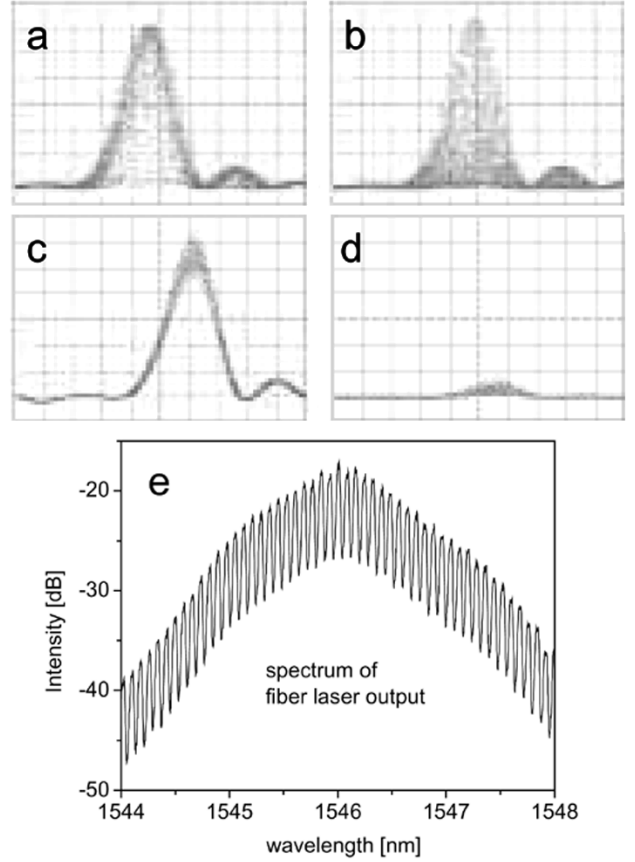 a
b
c
d
e
-20
-30
-40
-50
Intensity [dB]
spectrum of
fiber laser output
1544 1545 1546 1547 1548
wavelength [nm]